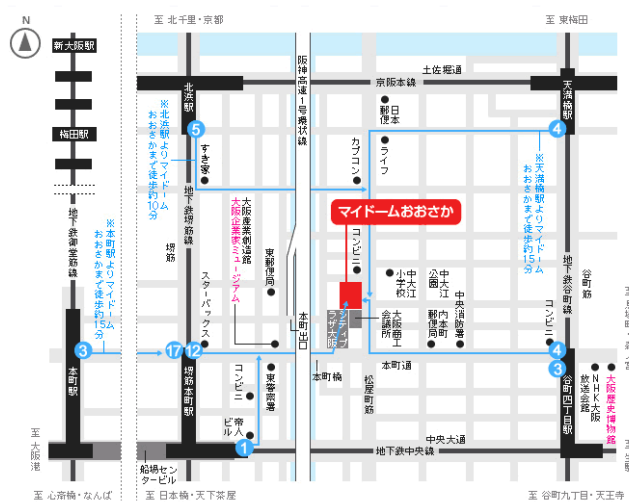 至 北千里・京都
至 東梅田
N
新大阪駅
梅田駅
北浜駅
阪神高速1号環状線
土佐堀通
京阪本線
天満橋駅
日本郵便
ライフ
カプコン
5
4
すき家
※北浜駅よりマイドームおおさかまで徒歩約10分
※天満橋駅よりマイドームおおさかまで徒歩約15分
マイドームおおさか
地下鉄御堂筋線
※本町駅よりマイドームおおさかまで徒歩約15分
地下鉄堺筋線
堺筋
大阪産業創造館
大阪企業家ミュージアム
東郵便局
スターバックス
本町出口
中大江小学校
中大江公園
大阪商工会議所
シティプラザ大阪
内本町郵便局
中央消防署
コンビニ
地下鉄谷町線
谷町筋
3
17
12
4
3
本町駅
堺筋本町駅
コンビニ
東警察署
本町橋
松屋町筋
本町通
谷町四丁目駅
NHK大阪放送会館
大阪歴史博物館
帝人ビル
1
中央大通
地下鉄中央線
至 大阪港
船場センタービル
至 心斎橋・なんば
至 日本橋・天下茶屋
至 谷町九丁目・天王寺